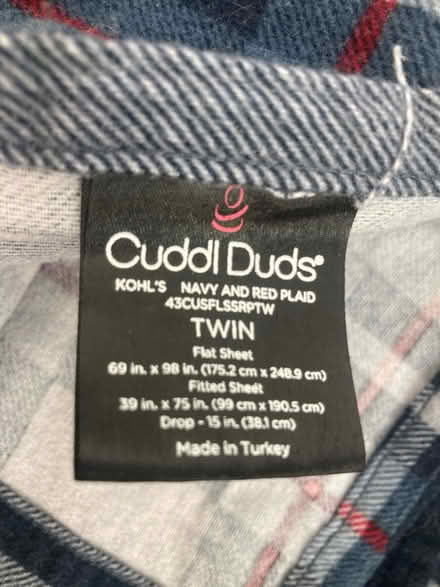 Cuddl Duds®
KOHL'S NAVY AND RED PLAID
43CUSFLSSRPTW
TWIN
Flat Sheet
69 in. x 98 in. (175.2 cm x 248.9 cm)
Fitted Sheet
39 in. x 75 in. (99 cm x 190.5 cm)
Drop - 15 in. (38.1 cm)
Made in Turkey